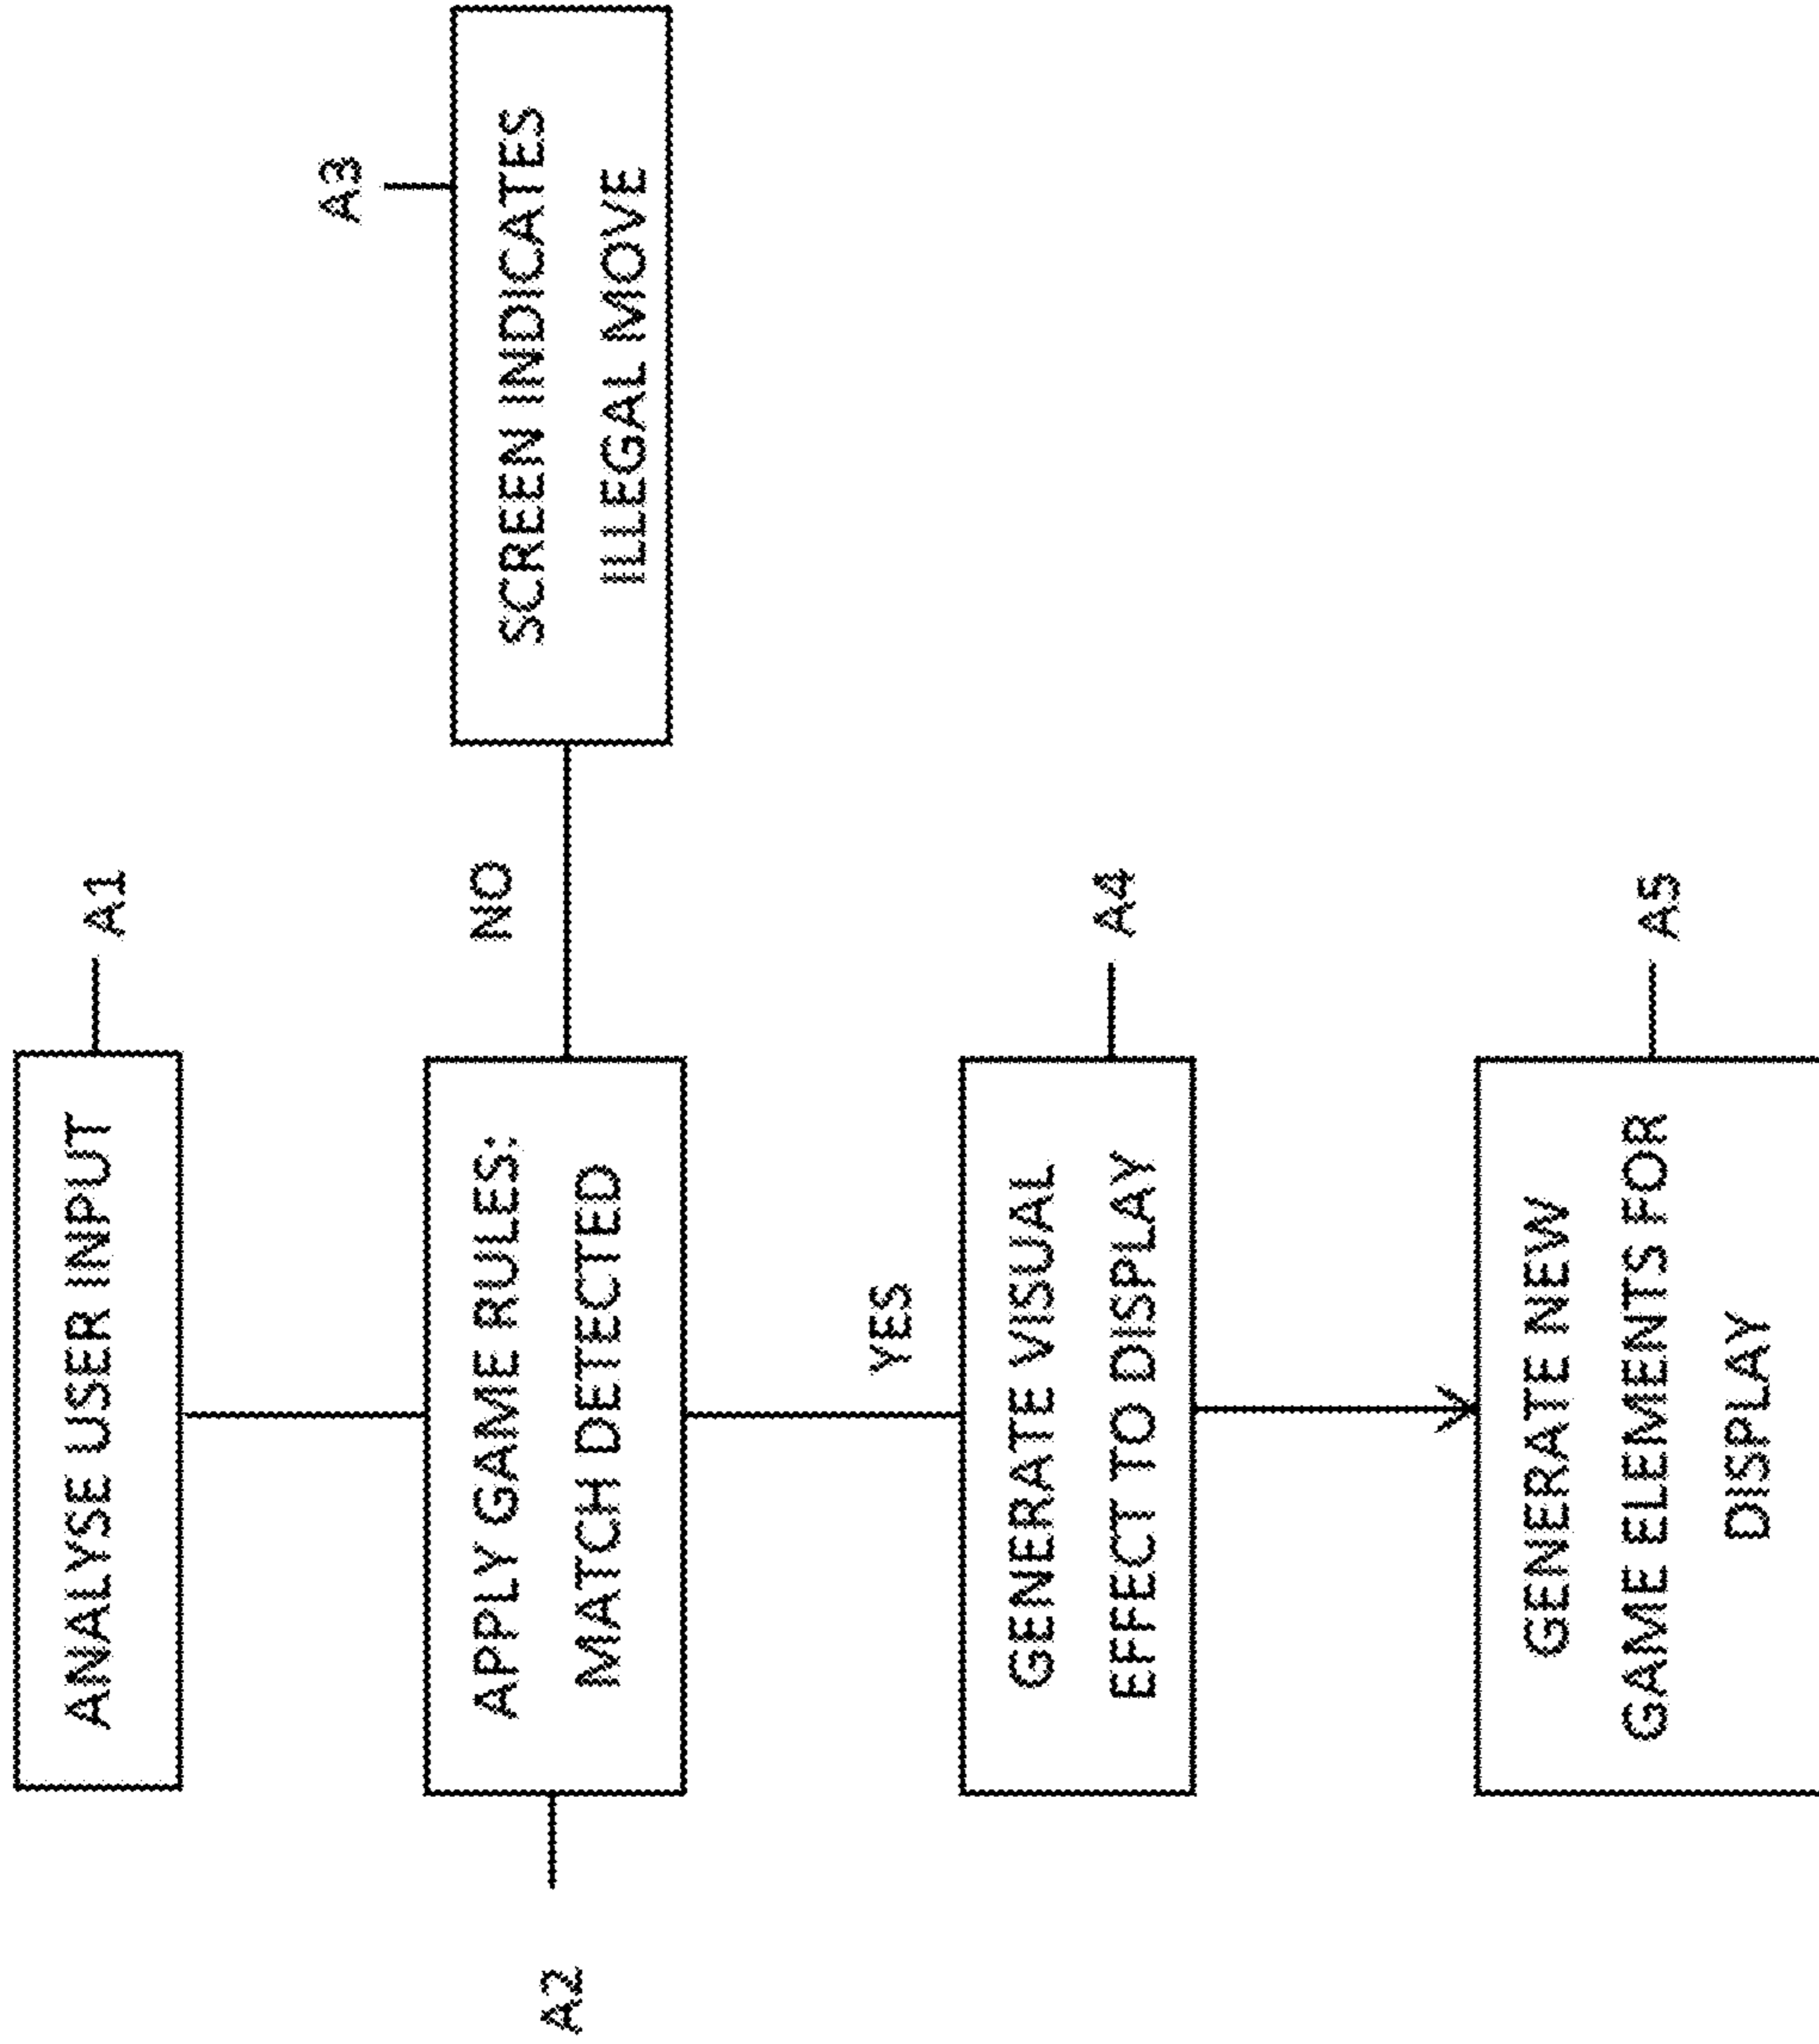 ANALYSE USER INPUT
A1
A2
APPLY GAME RULES:
MATCH DETECTED
NO
A3
SCREEN INDICATES
ILLEGAL MOVE
YES
GENERATE VISUAL
EFFECT TO DISPLAY
A4
GENERATE NEW
GAME ELEMENTS FOR
DISPLAY
A5